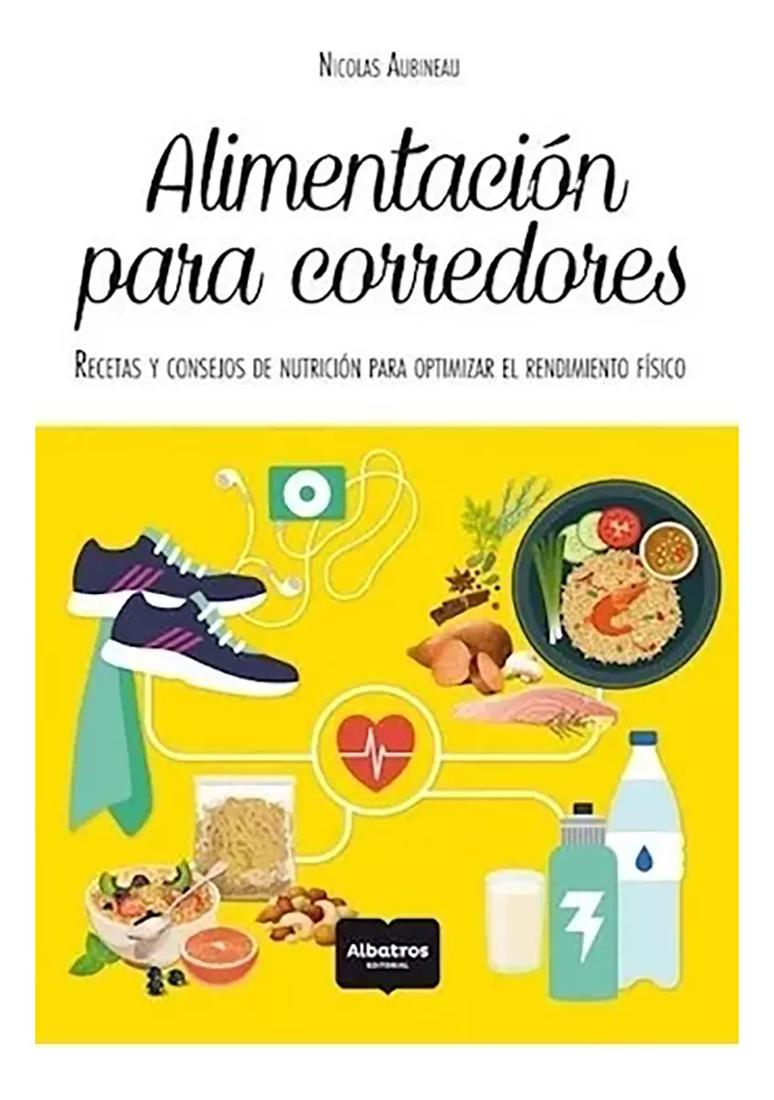 Nicolas Aubineau
Alimentación
para corredores
Recetas y consejos de nutrición para optimizar el rendimiento físico
Albatros
EDITORIAL